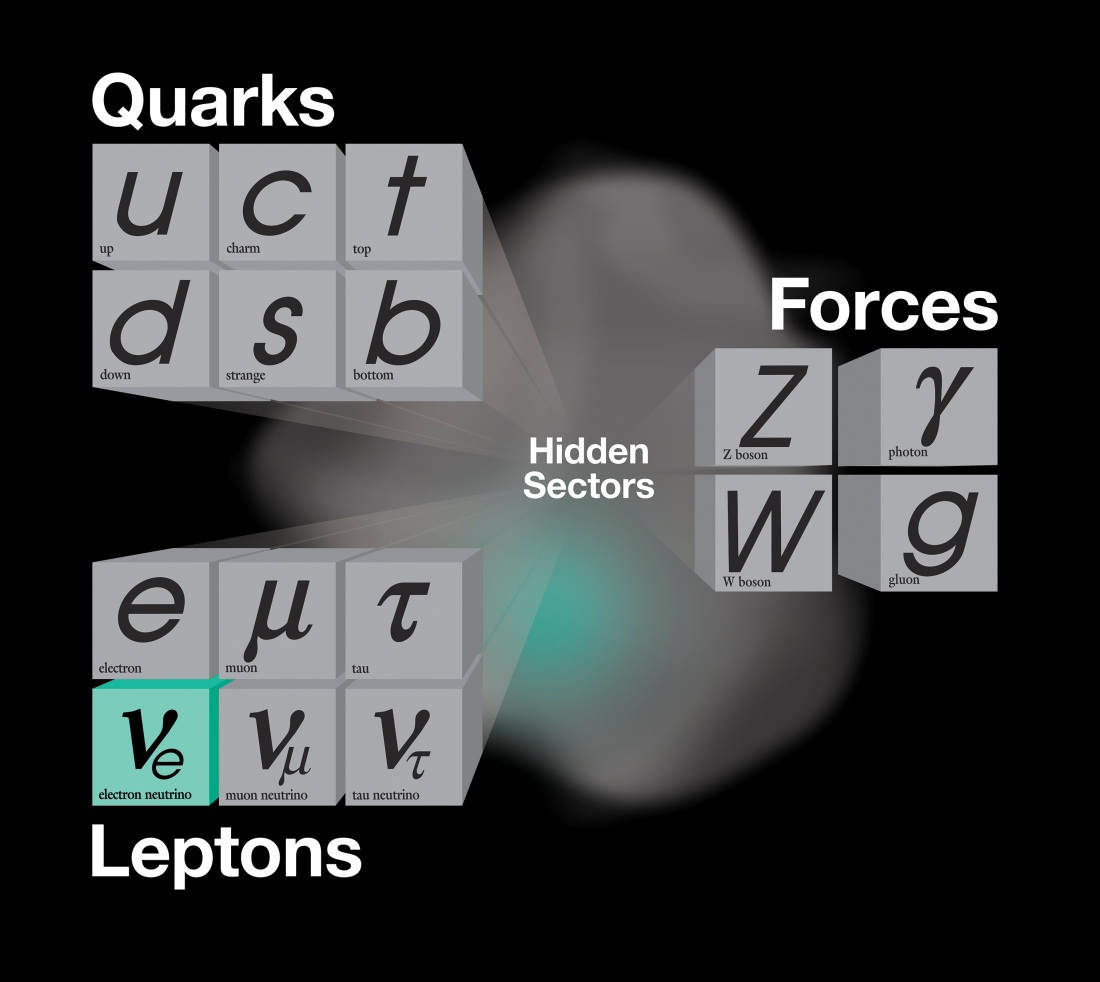 Quarks
u
up
c
charm
t
top
d
down
s
strange
b
bottom
Forces
Z
Z boson
γ
photon
W
W boson
g
gluon
Hidden
Sectors
e
electron
μ
muon
τ
tau
νe
electron neutrino
νμ
muon neutrino
ντ
tau neutrino
Leptons